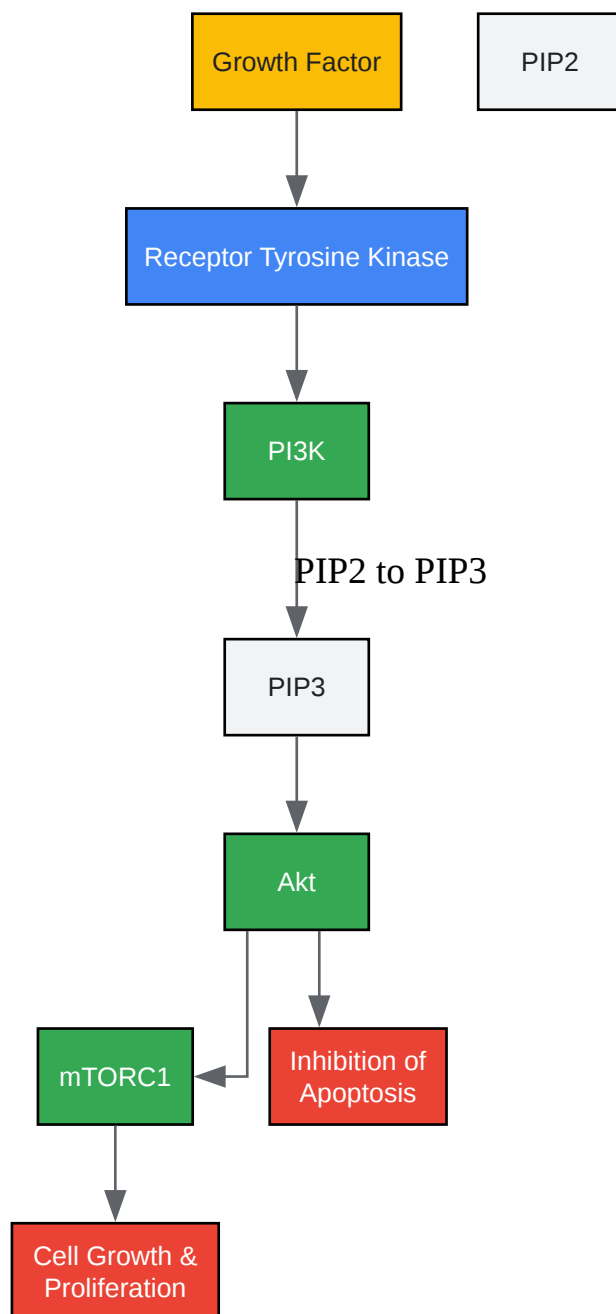 Growth Factor
PIP2
Receptor Tyrosine Kinase
PI3K
PIP2 to PIP3
PIP3
Akt
mTORC1
Inhibition of
Apoptosis
Cell Growth &
Proliferation